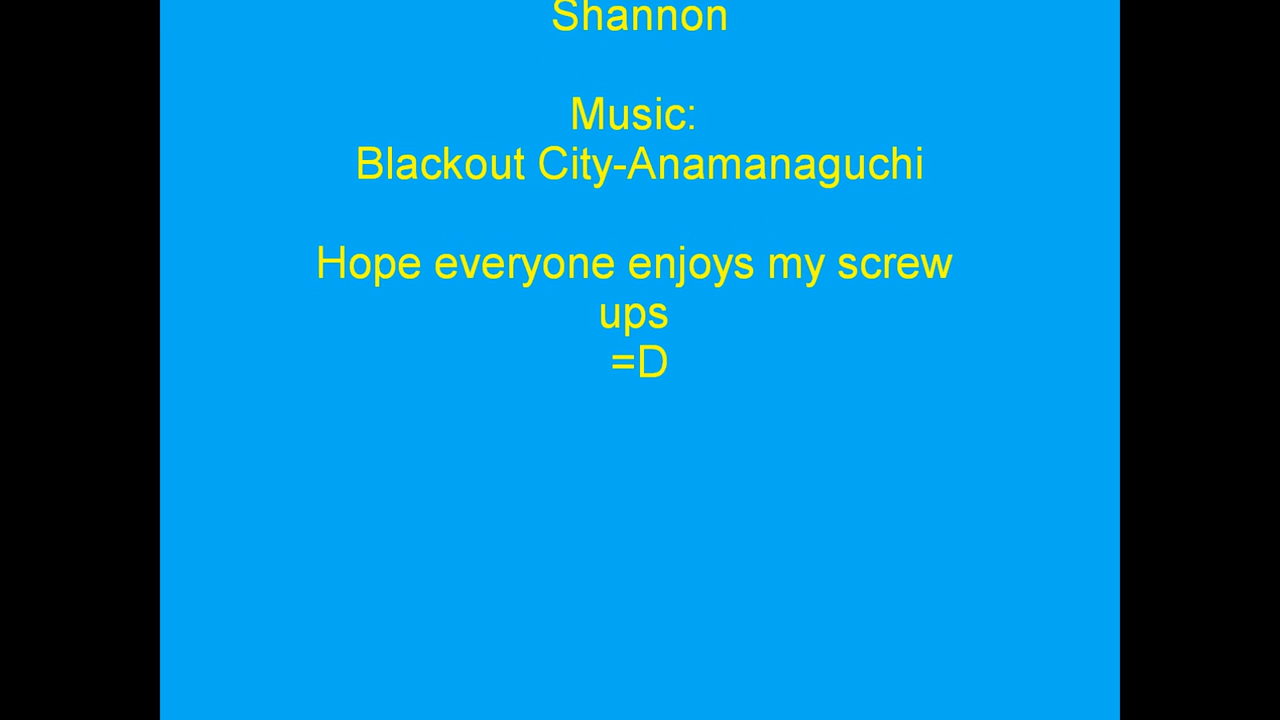 Shannon
Music:
Blackout City-Anamanaguchi
Hope everyone enjoys my screw
ups
=D